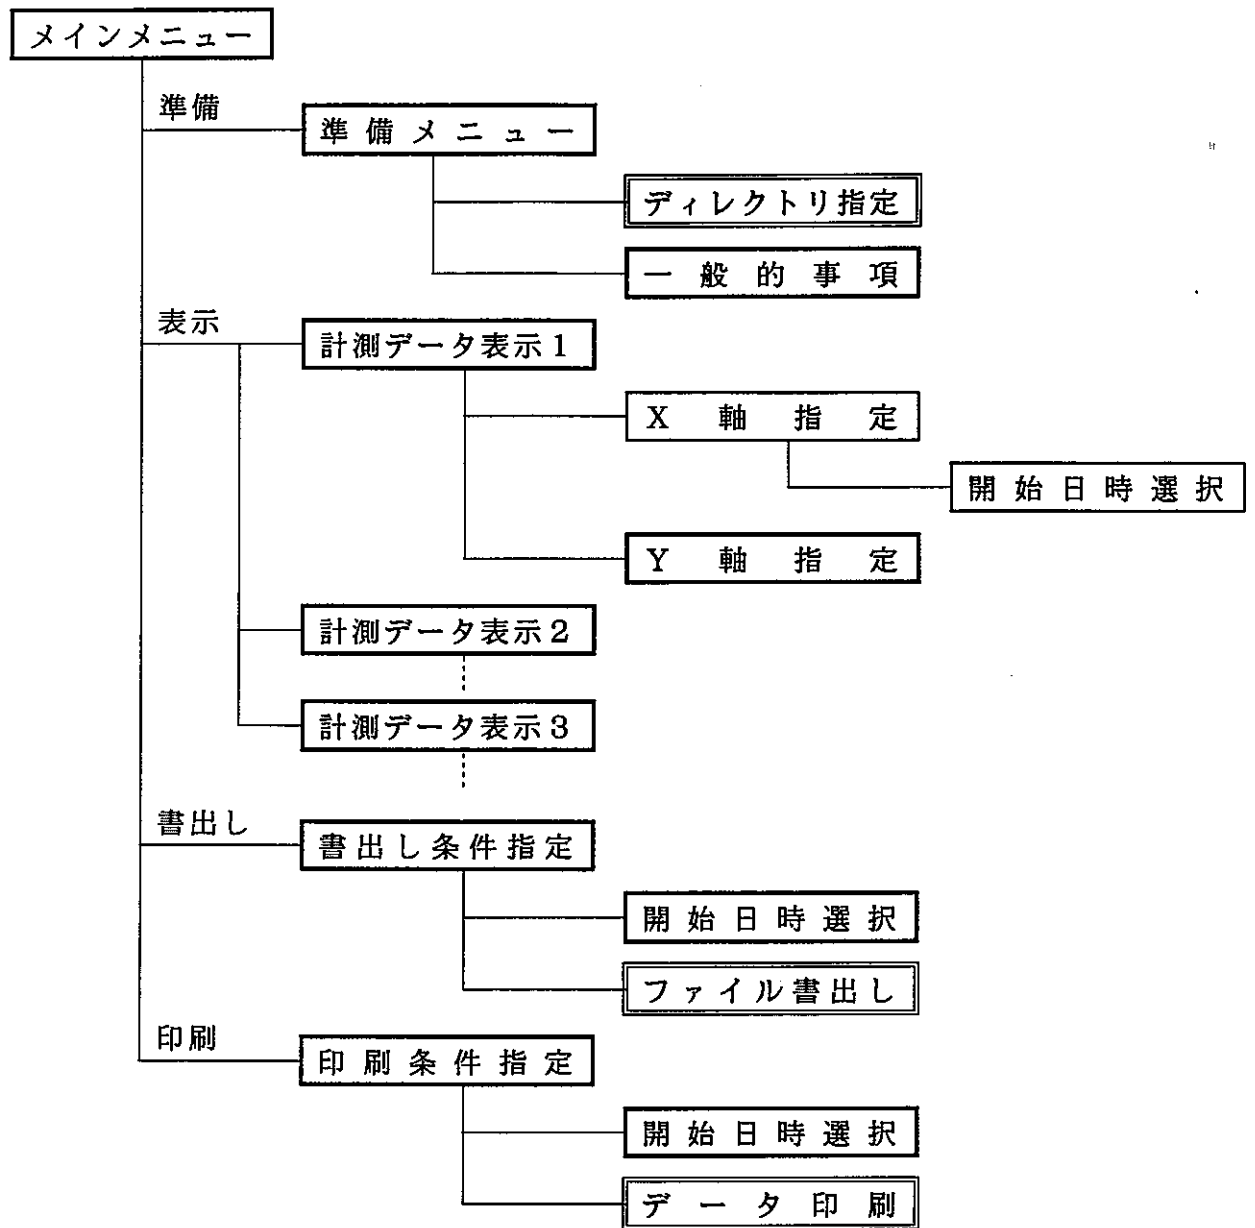 メインメニュー
準備
準備メニュー
ディレクトリ指定
一般的事項
表示
計測データ表示1
X軸指定
開始日時選択
Y軸指定
計測データ表示2
計測データ表示3
書出し
書出し条件指定
開始日時選択
ファイル書出し
印刷
印刷条件指定
開始日時選択
データ印刷